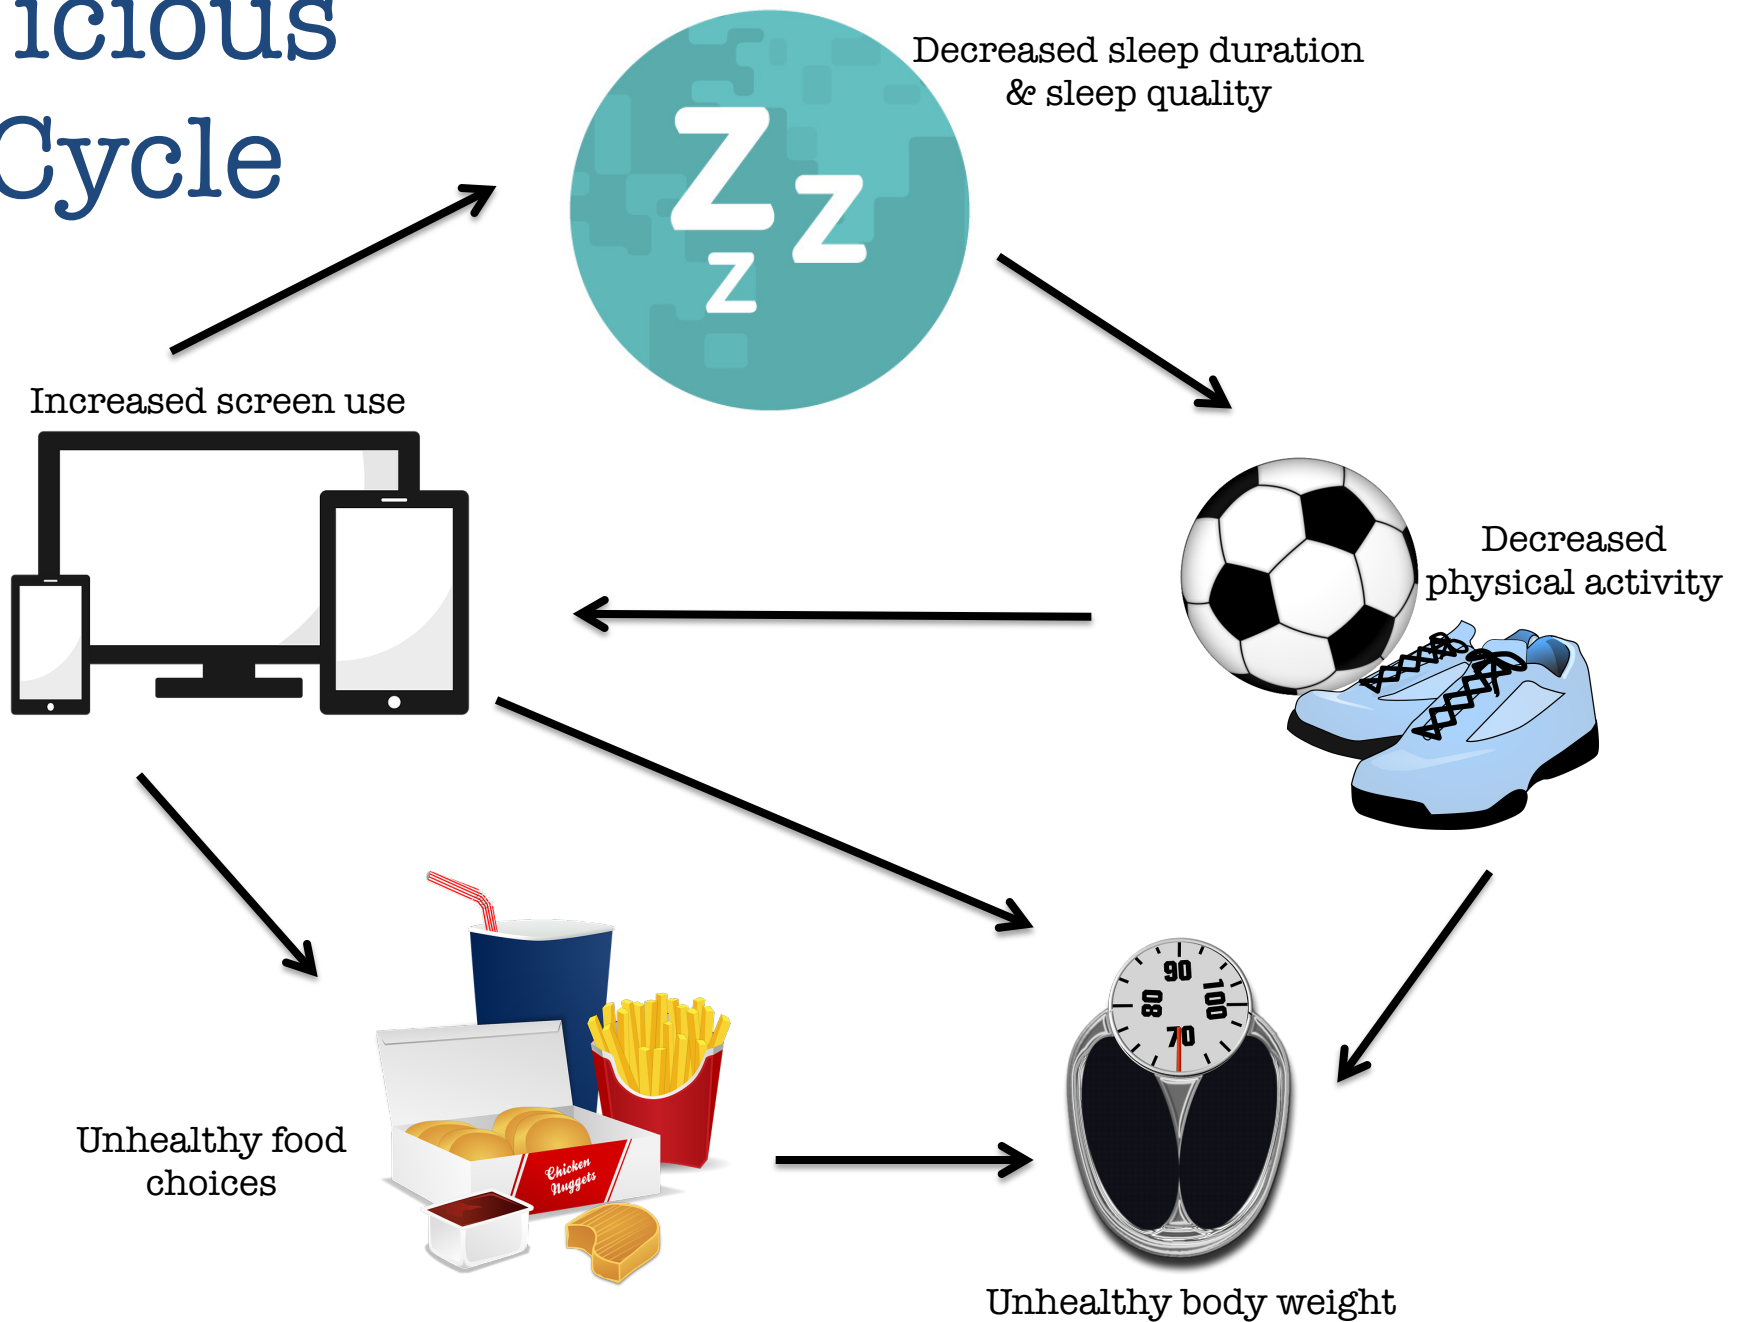 icious
Cycle
Decreased sleep duration
& sleep quality
Z
Z
Z
Increased screen use
Decreased
physical activity
Unhealthy food
choices
Chicken
Nuggets
90
80
100
70
Unhealthy body weight